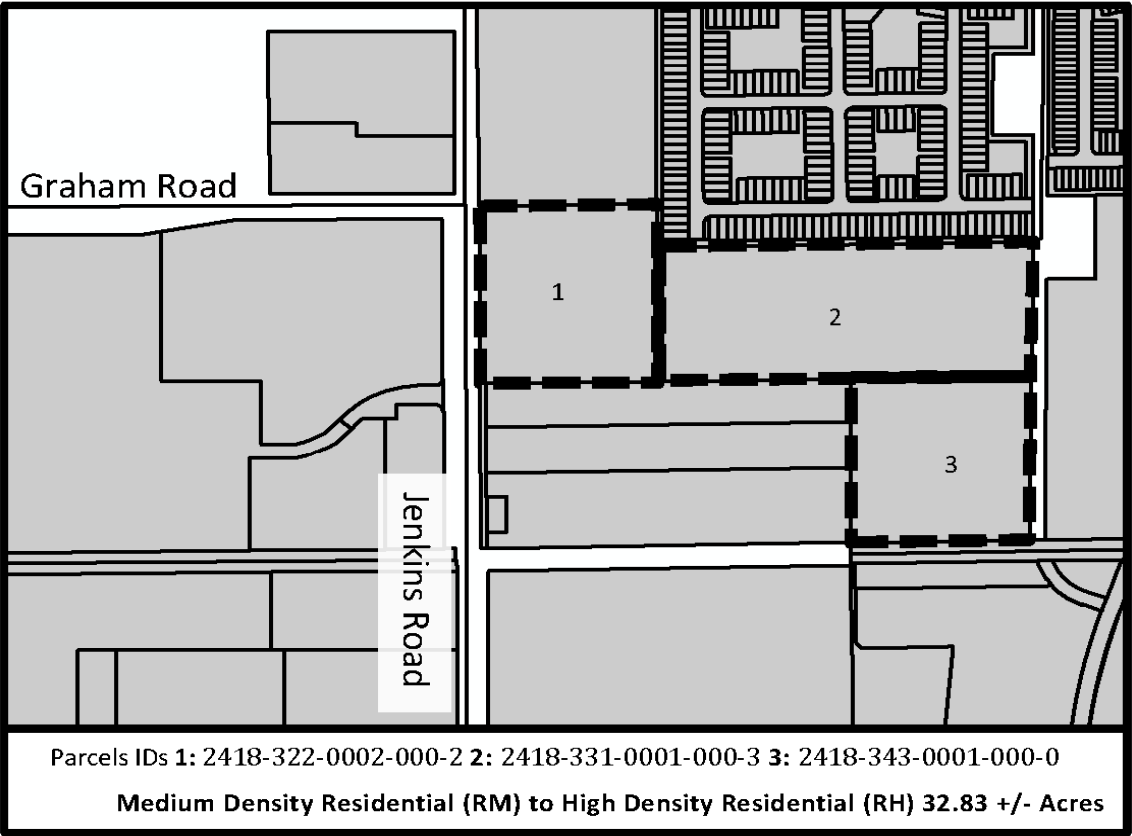 Graham Road
1
2
3
Jenkins Road
Parcels IDs 1: 2418-322-0002-000-2 2: 2418-331-0001-000-3 3: 2418-343-0001-000-0
Medium Density Residential (RM) to High Density Residential (RH) 32.83 +/- Acres